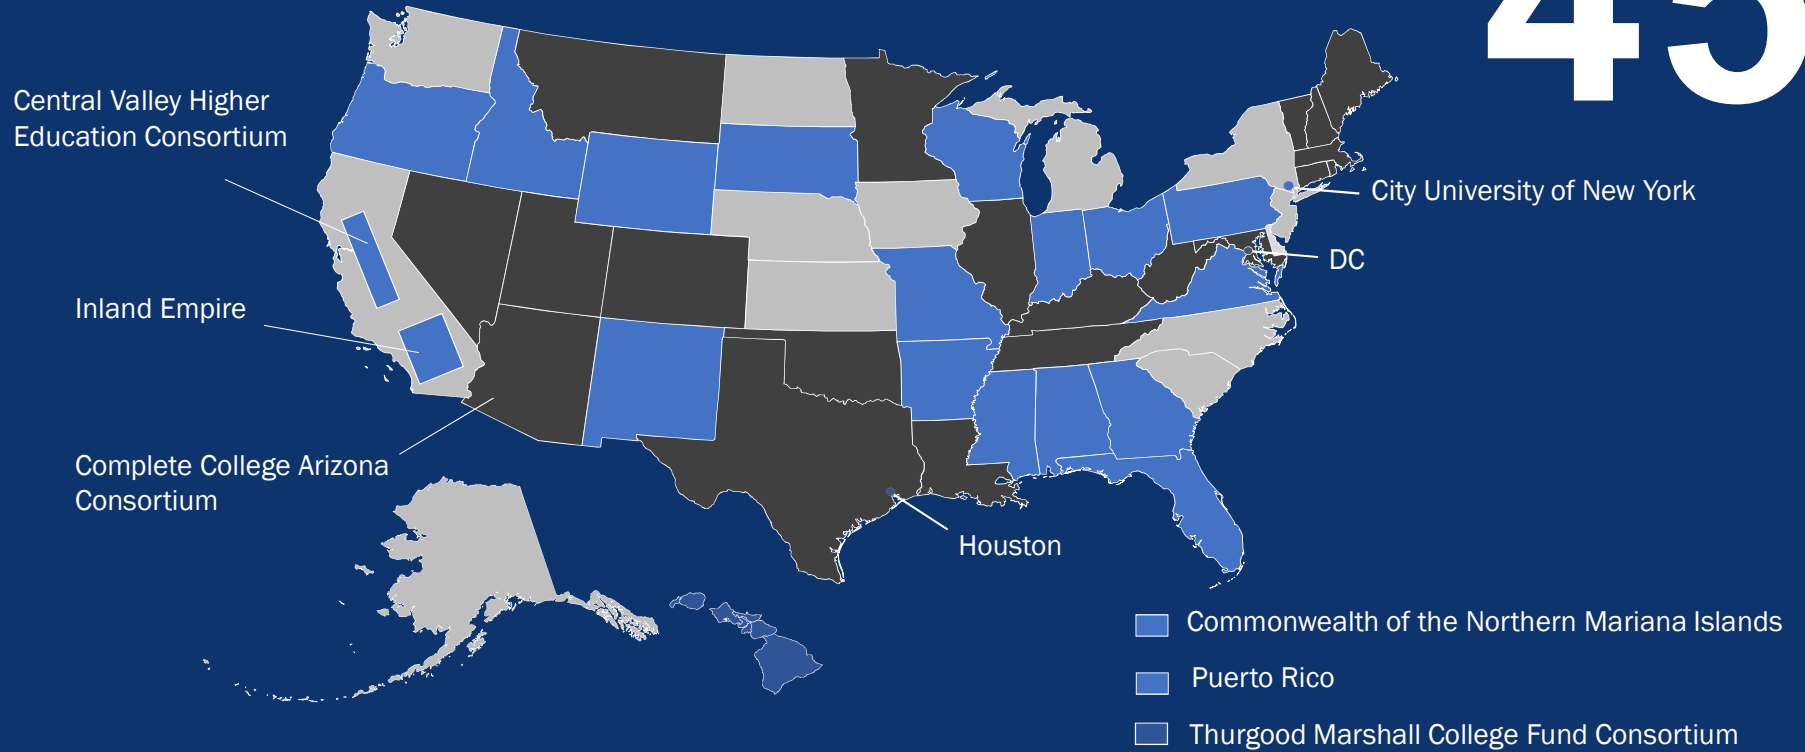 45
Central Valley Higher
Education Consortium
City University of New York
DC
Inland Empire
Complete College Arizona
Consortium
Houston
Commonwealth of the Northern Mariana Islands
Puerto Rico
Thurgood Marshall College Fund Consortium